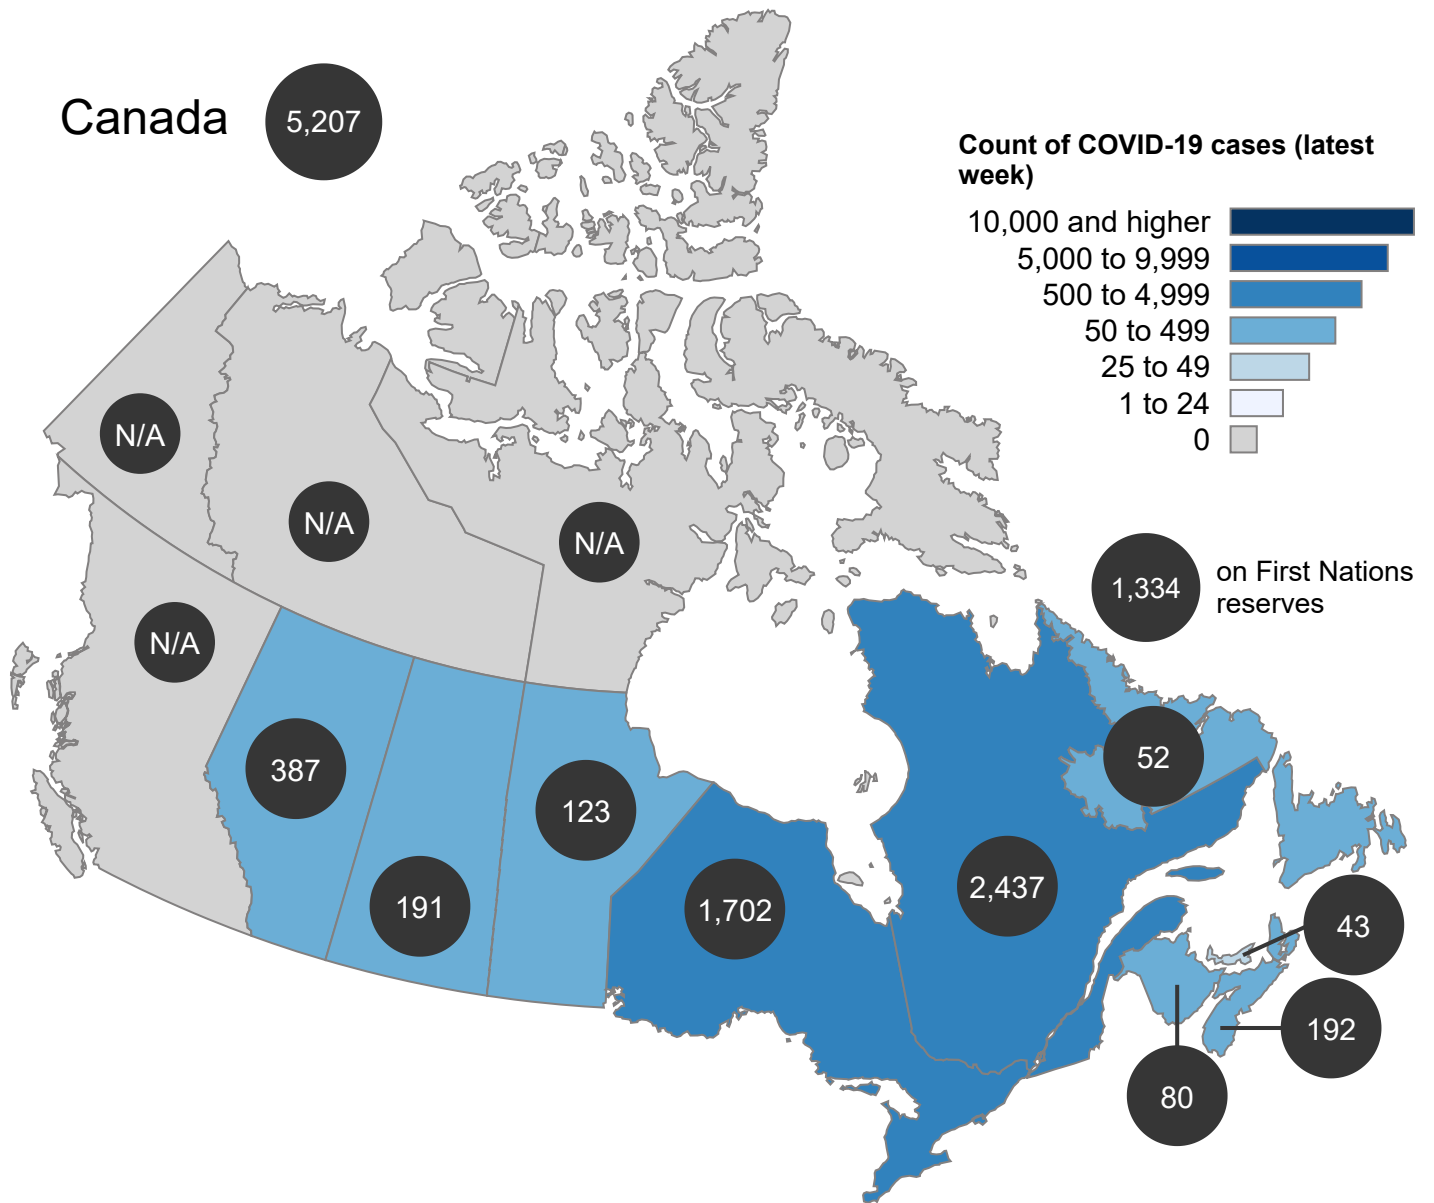 Canada
5,207
Count of COVID-19 cases (latest
week)
10,000 and higher
5,000 to 9,999
500 to 4,999
50 to 499
25 to 49
1 to 24
0
N/A
N/A
N/A
1,334
on First Nations
reserves
N/A
387
52
123
191
1,702
2,437
43
192
80